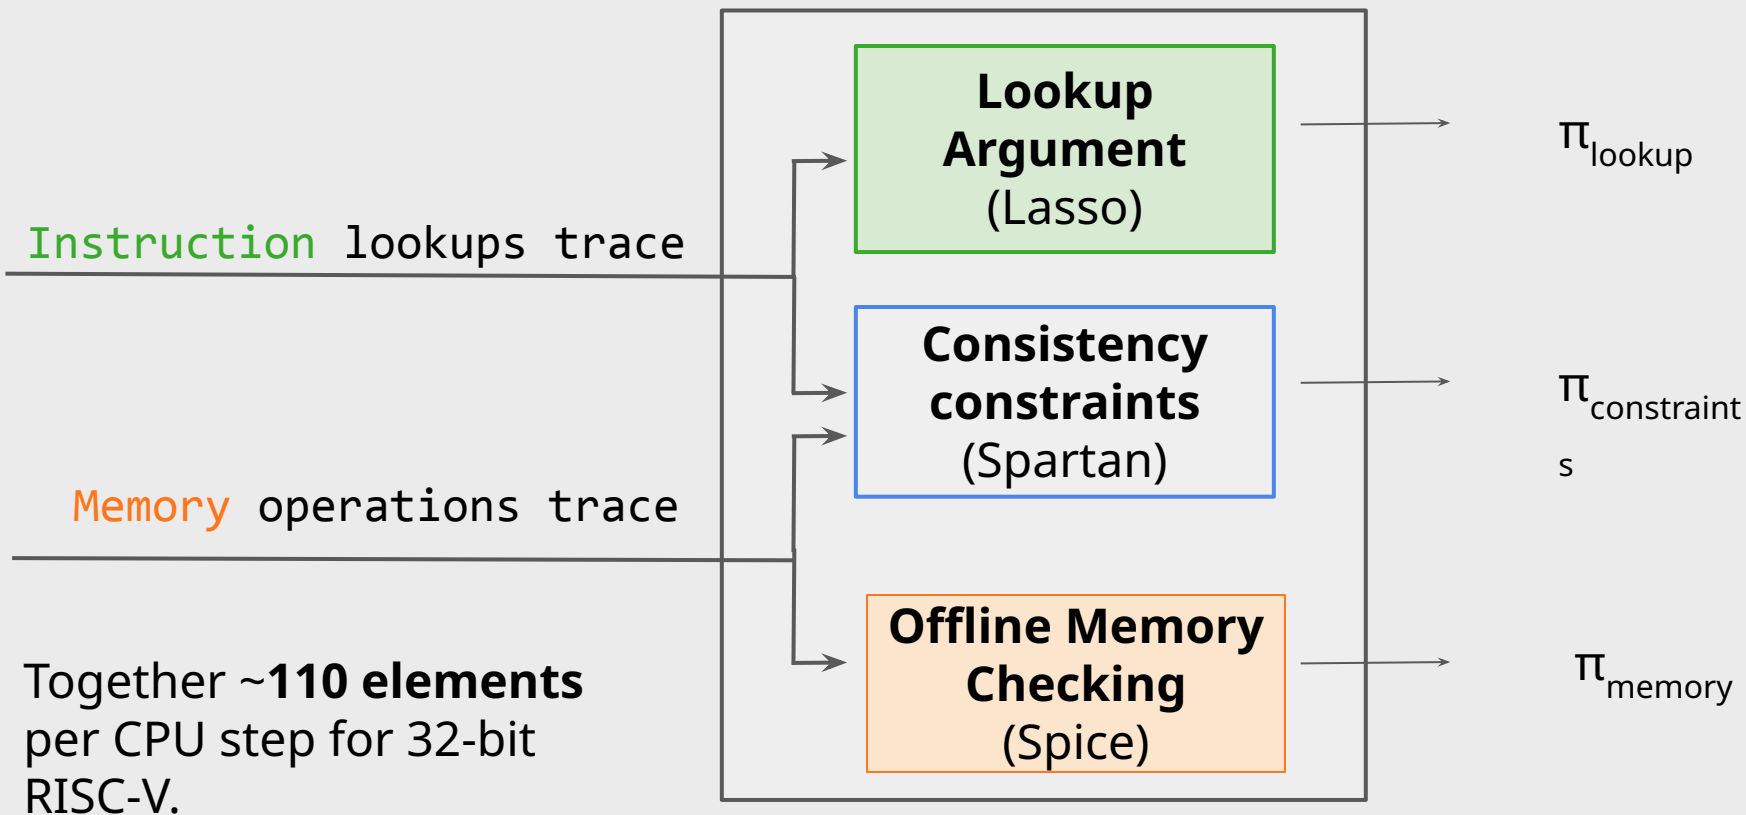 Lookup
Argument
(Lasso)
π_lookup
Instruction lookups trace
Consistency
constraints
(Spartan)
π_constraint
s
Memory operations trace
Offline Memory
Checking
(Spice)
π_memory
Together ~110 elements
per CPU step for 32-bit
RISC-V.